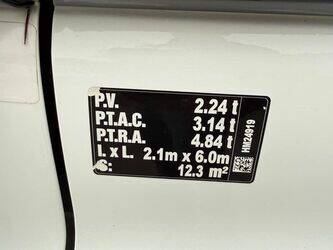 P.V. 2.24 t
P.T.A.C. 3.14 t
P.T.R.A. 4.84 t
L x L. 2.1m x 6.0m
S: 12.3 m²
HM24919